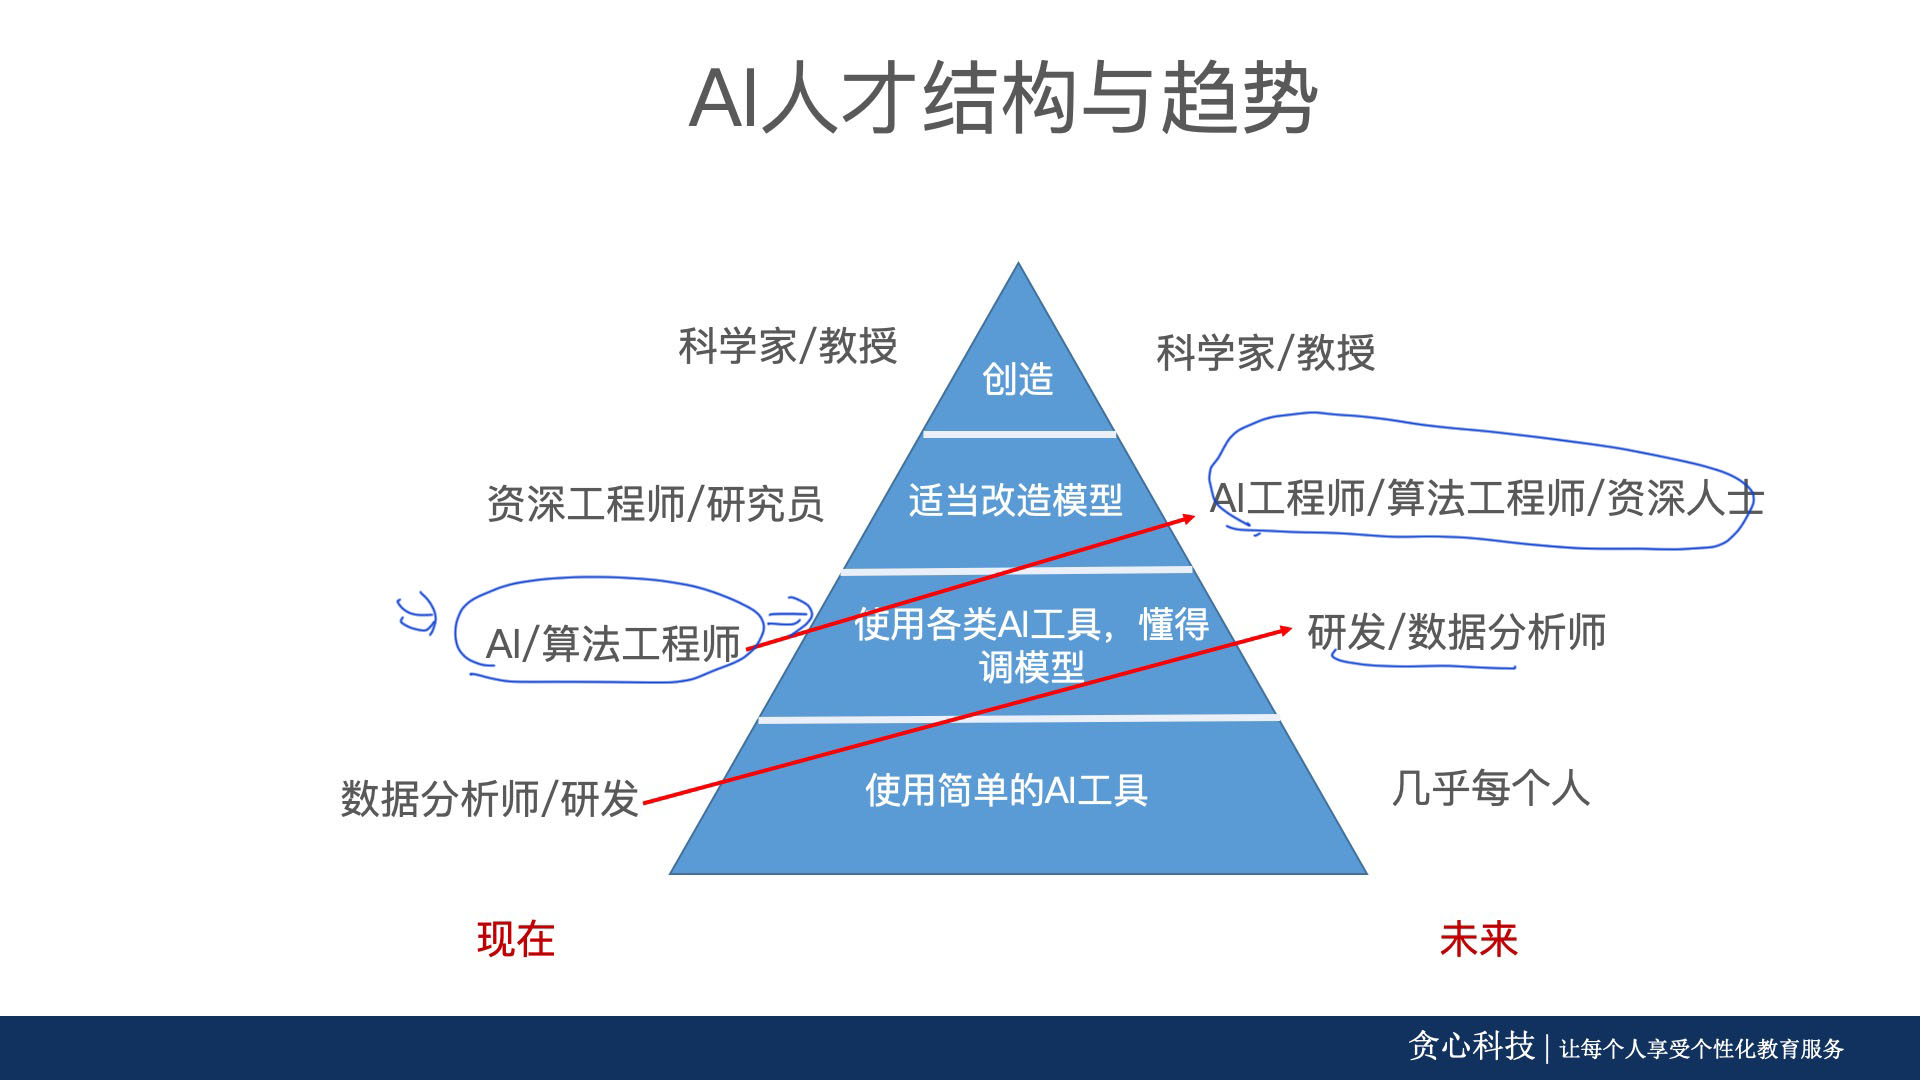 AI人才结构与趋势
科学家/教授
创造
科学家/教授
资深工程师/研究员
适当改造模型
AI工程师/算法工程师/资深人士
AI/算法工程师
使用各类AI工具，懂得
调模型
研发/数据分析师
数据分析师/研发
使用简单的AI工具
几乎每个人
现在
未来
贪心科技 | 让每个人享受个性化教育服务